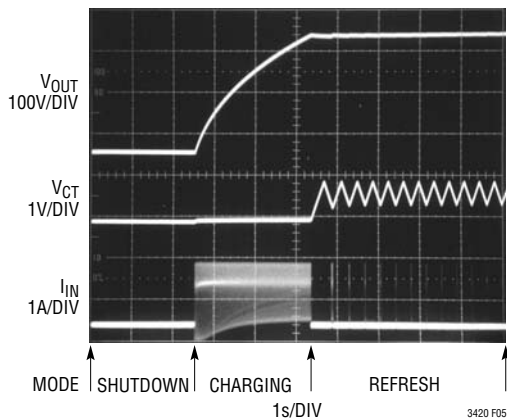 VOUT
100V/DIV
VCT
1V/DIV
IIN
1A/DIV
MODE SHUTDOWN CHARGING REFRESH
1s/DIV
3420 F05